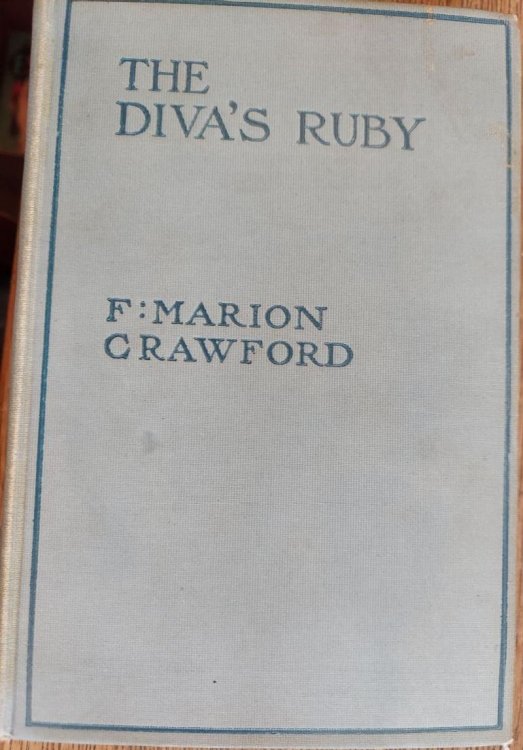 THE
DIVA'S RUBY
F:MARION
CRAWFORD